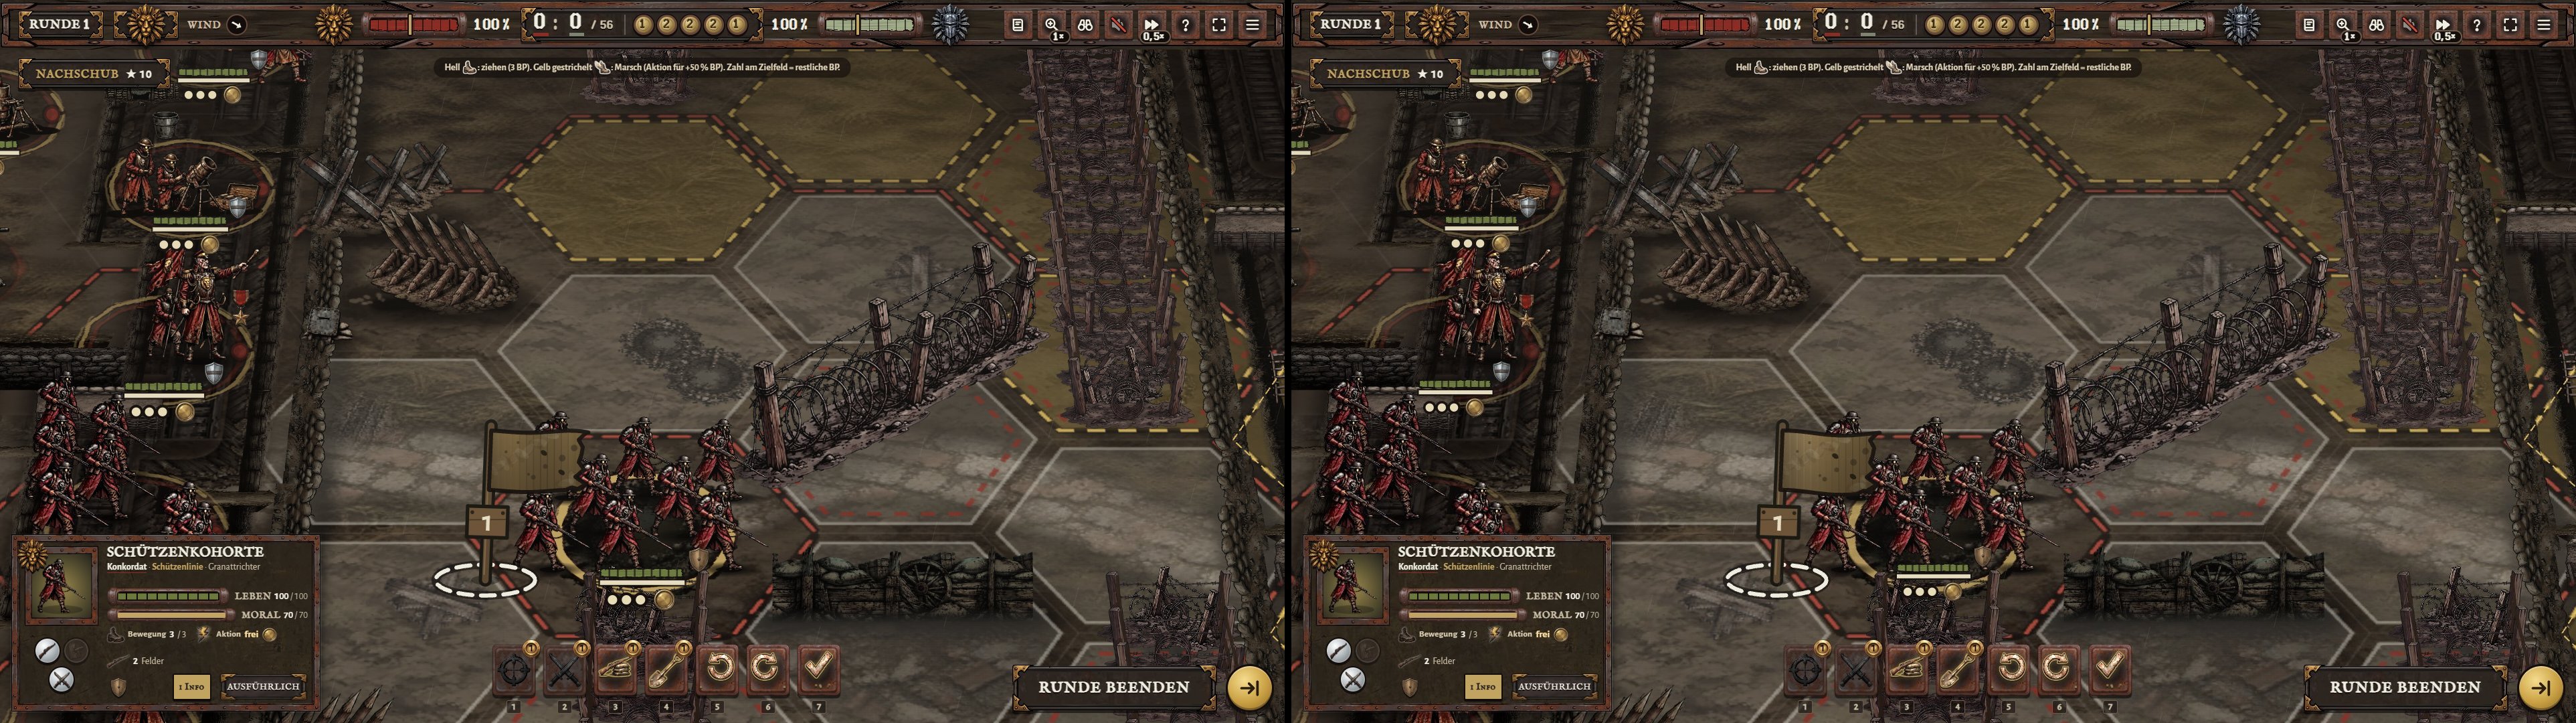 RUNDE 1
WIND
100 %
0 : 0 / 56
1 2 2 2 1
100 %
1×
0,5×
?
NACHSCHUB ★ 10
Hell : ziehen (3 BP). Gelb gestrichelt : Marsch (Aktion für +50 % BP). Zahl am Zielfeld = restliche BP.
1
SCHÜTZENKOHORTE
Konkordat · Schützenlinie · Granattrichter
LEBEN 100/100
MORAL 70/70
Bewegung 3 /3 Aktion frei
2 Felder
I INFO
AUSFÜHRLICH
1 2 3 4 5 6 7
RUNDE BEENDEN
RUNDE 1
WIND
100 %
0 : 0 / 56
1 2 2 2 1
100 %
1×
0,5×
?
NACHSCHUB ★ 10
Hell : ziehen (3 BP). Gelb gestrichelt : Marsch (Aktion für +50 % BP). Zahl am Zielfeld = restliche BP.
1
SCHÜTZENKOHORTE
Konkordat · Schützenlinie · Granattrichter
LEBEN 100/100
MORAL 70/70
Bewegung 3 /3 Aktion frei
2 Felder
I INFO
AUSFÜHRLICH
1 2 3 4 5 6 7
RUNDE BEENDEN